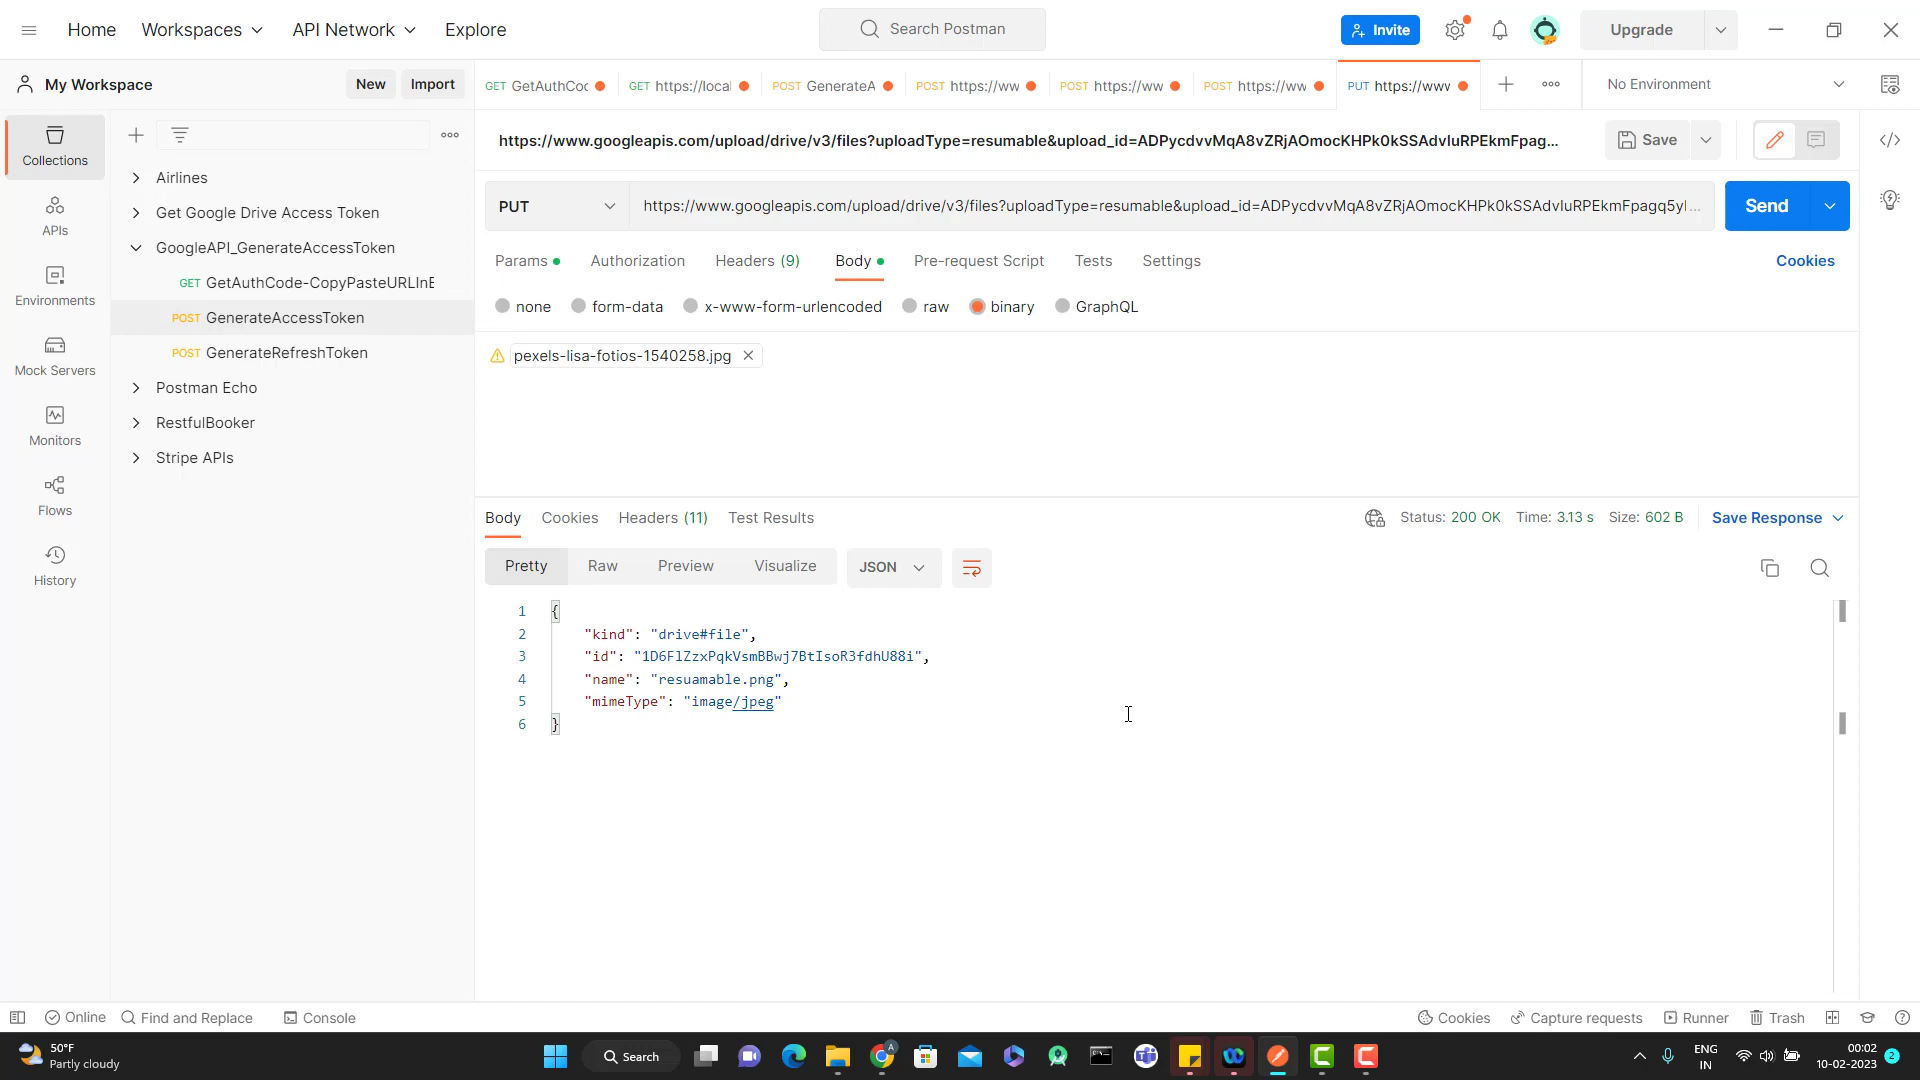 Home Workspaces API Network Explore Search Postman Invite Upgrade
My Workspace New Import
GET GetAuthCoc GET https://local POST GenerateA POST https://ww POST https://ww POST https://ww PUT https://www No Environment
Collections
APIs
Environments
Mock Servers
Monitors
Flows
History
Airlines
Get Google Drive Access Token
GoogleAPI_GenerateAccessToken
GET GetAuthCode-CopyPasteURLInE
POST GenerateAccessToken
POST GenerateRefreshToken
Postman Echo
RestfulBooker
Stripe APIs
https://www.googleapis.com/upload/drive/v3/files?uploadType=resumable&upload_id=ADPycdvvMqA8vZRjAOmocKHPk0kSSAdvIuRPEkmFpag... Save
PUT https://www.googleapis.com/upload/drive/v3/files?uploadType=resumable&upload_id=ADPycdvvMqA8vZRjAOmocKHPk0kSSAdvIuRPEkmFpagq5yl... Send
Params Authorization Headers (9) Body Pre-request Script Tests Settings Cookies
none form-data x-www-form-urlencoded raw binary GraphQL
pexels-lisa-fotios-1540258.jpg
Body Cookies Headers (11) Test Results Status: 200 OK Time: 3.13 s Size: 602 B Save Response
Pretty Raw Preview Visualize JSON
1 {
2 "kind": "drive#file",
3 "id": "1D6FlZzxPqkVsmBBwj7BtIsoR3fdhU88i",
4 "name": "resuamable.png",
5 "mimeType": "image/jpeg"
6 }
Online Find and Replace Console Cookies Capture requests Runner Trash
50°F
Partly cloudy
Search
ENG
IN
00:02
10-02-2023
2